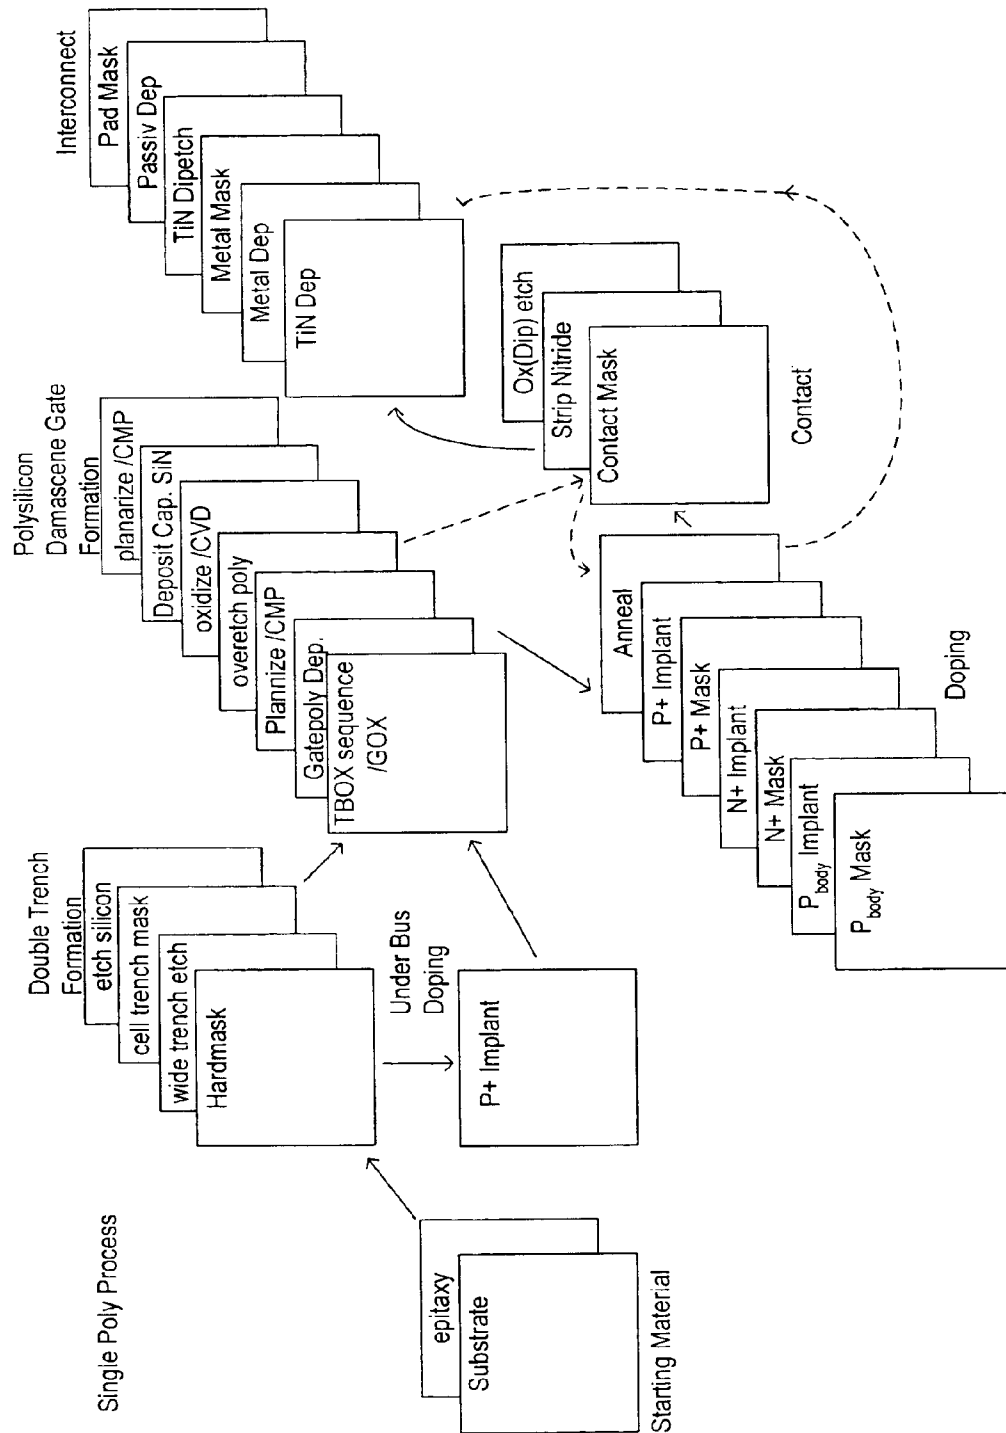 Single Poly Process
Starting Material
Substrate
epitaxy
Double Trench
Formation
Hardmask
wide trench etch
cell trench mask
etch silicon
Under Bus
Doping
P+ Implant
Polysilicon
Damascene Gate
Formation
TBOX sequence
/GOX
Gatepoly Dep.
Plannize /CMP
overetch poly
oxidize /CVD
Deposit Cap. SiN
planarize /CMP
Doping
Pbody Mask
Pbody Implant
N+ Mask
N+ Implant
P+ Mask
P+ Implant
Anneal
Contact
Contact Mask
Strip Nitride
Ox(Dip) etch
Interconnect
TiN Dep
Metal Dep
Metal Mask
TiN Dipetch
Passiv Dep
Pad Mask